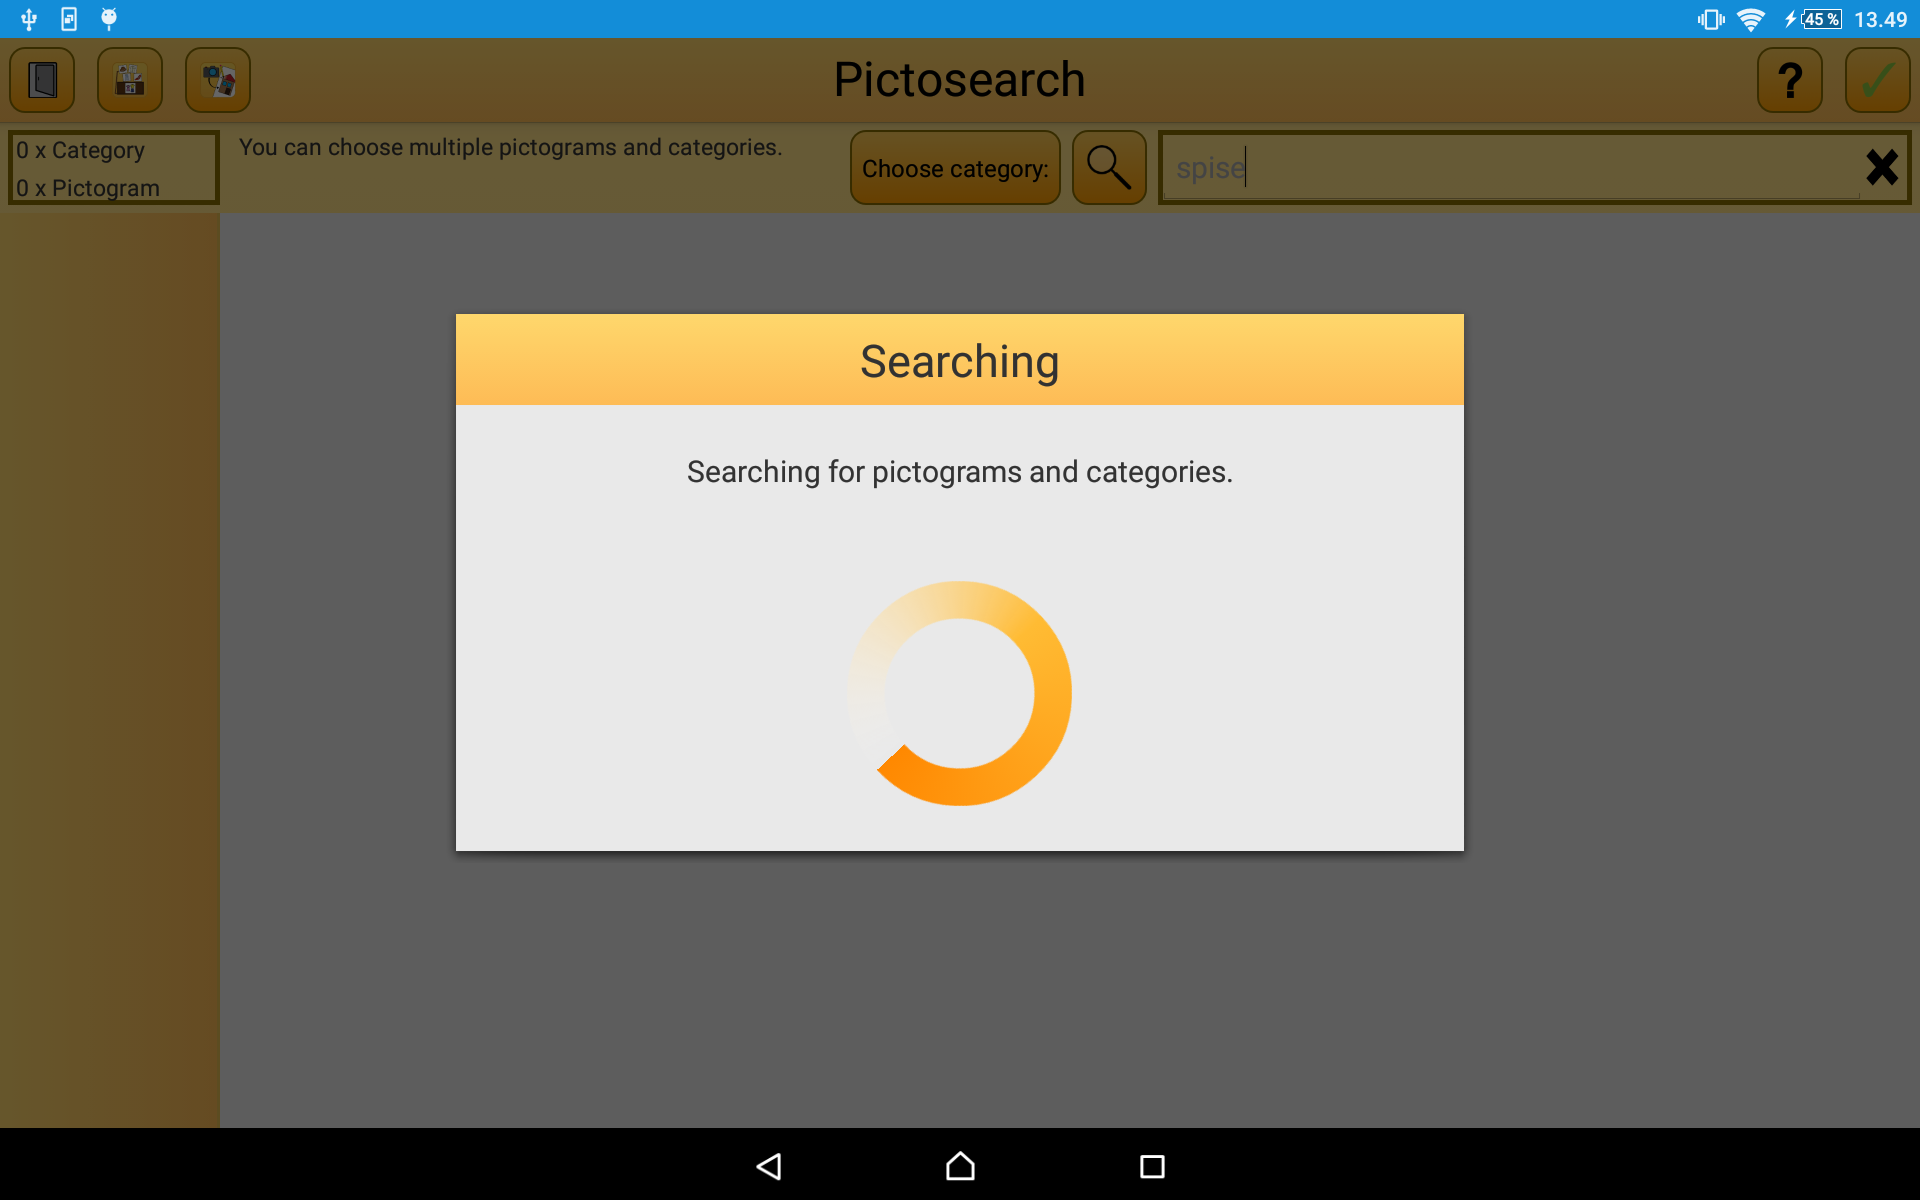 45 %
13.49
Pictosearch
?
0 x Category
0 x Pictogram
You can choose multiple pictograms and categories.
Choose category:
spise
Searching
Searching for pictograms and categories.